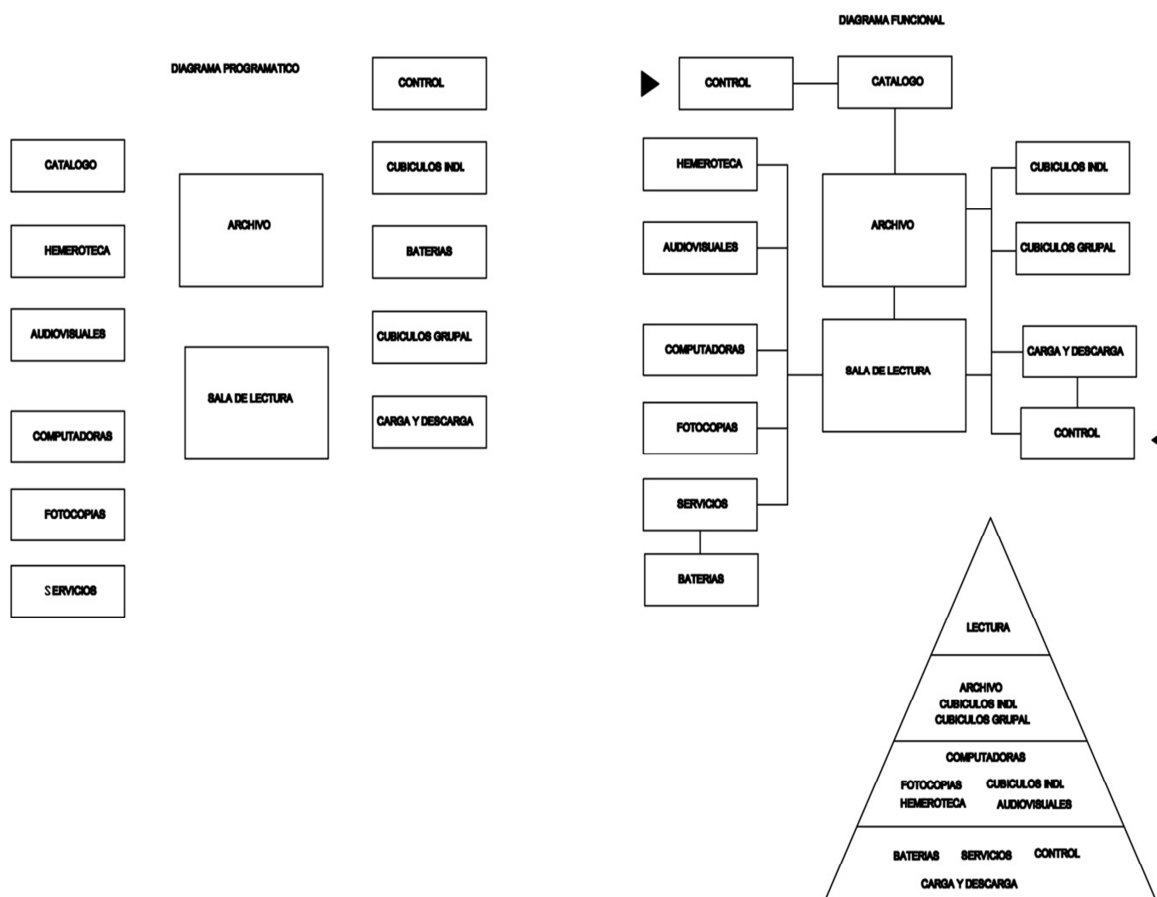 DIAGRAMA PROGRAMATICO
CONTROL
CATALOGO
CUBICULOS INDI.
ARCHIVO
HEMEROTECA
BATERÍAS
AUDIOVISUALES
CUBICULOS GRUPAL
SALA DE LECTURA
CARGA Y DESCARGA
COMPUTADORAS
FOTOCOPIAS
SERVICIOS
DIAGRAMA FUNCIONAL
CONTROL
CATALOGO
HEMEROTECA
CUBICULOS INDI.
ARCHIVO
AUDIOVISUALES
CUBICULOS GRUPAL
COMPUTADORAS
CARGA Y DESCARGA
SALA DE LECTURA
FOTOCOPIAS
CONTROL
SERVICIOS
BATERIAS
LECTURA
ARCHIVO
CUBICULOS INDI.
CUBICULOS GRUPAL
COMPUTADORAS
FOTOCOPIAS CUBICULOS INDI.
HEMEROTECA AUDIOVISUALES
BATERIAS SERVICIOS CONTROL
CARGA Y DESCARGA